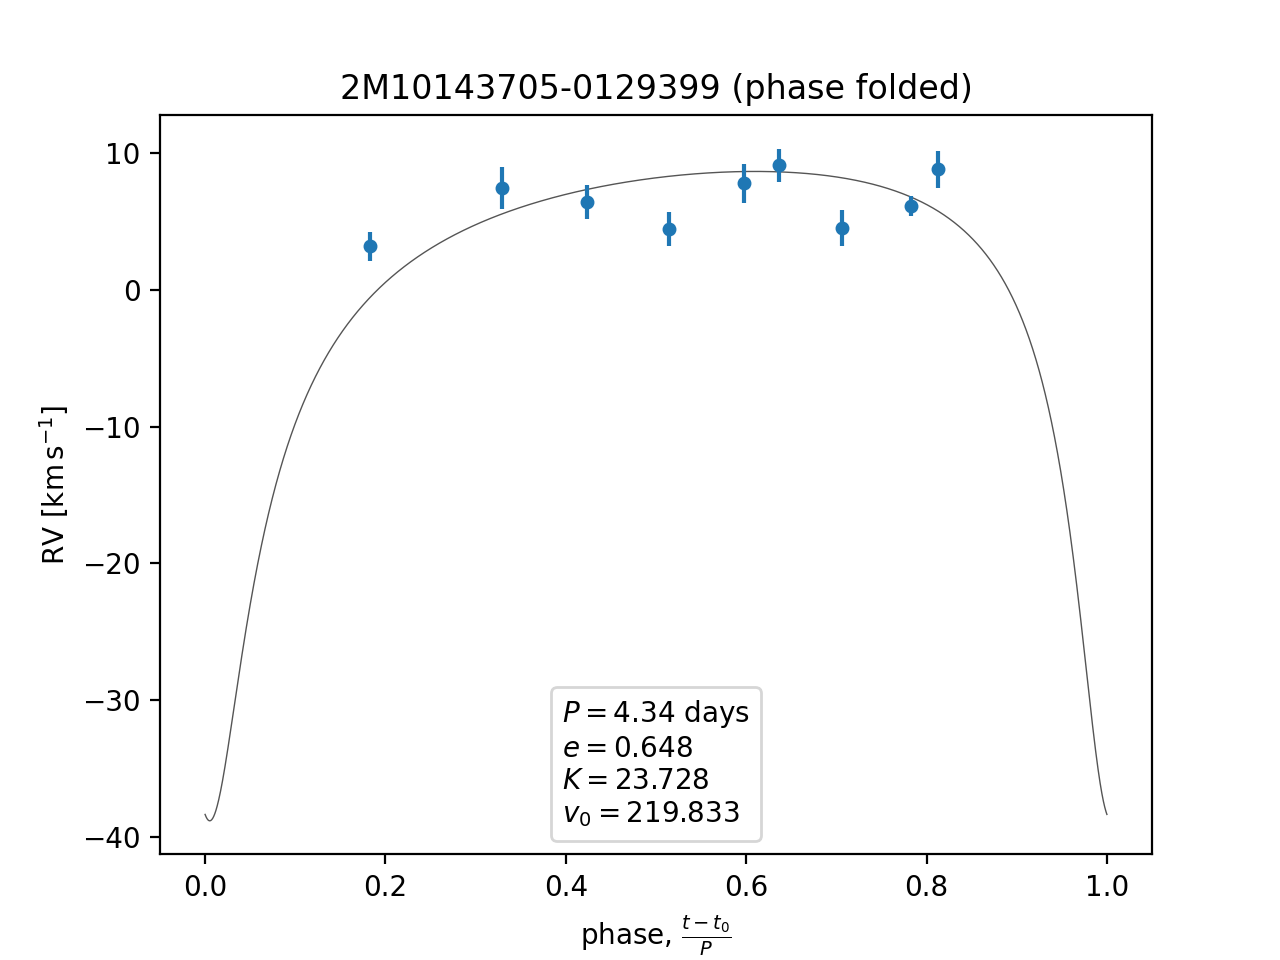 2M10143705-0129399 (phase folded)
RV [km s⁻¹]
10
0
−10
−20
−30
−40
P = 4.34 days
e = 0.648
K = 23.728
v₀ = 219.833
0.0 0.2 0.4 0.6 0.8 1.0
phase, (t − t₀)/P